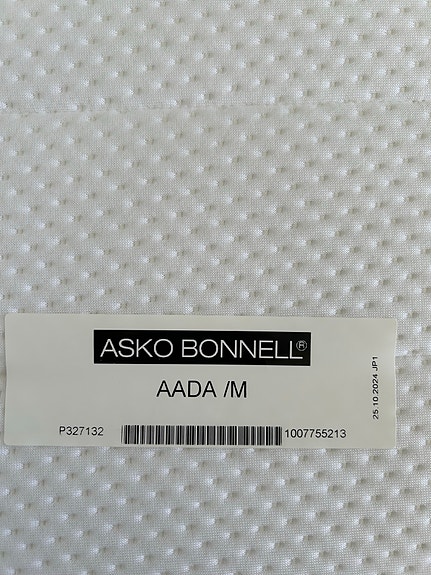 ASKO BONNELL®
AADA /M
P327132
1007755213
25.10.2024 JP1